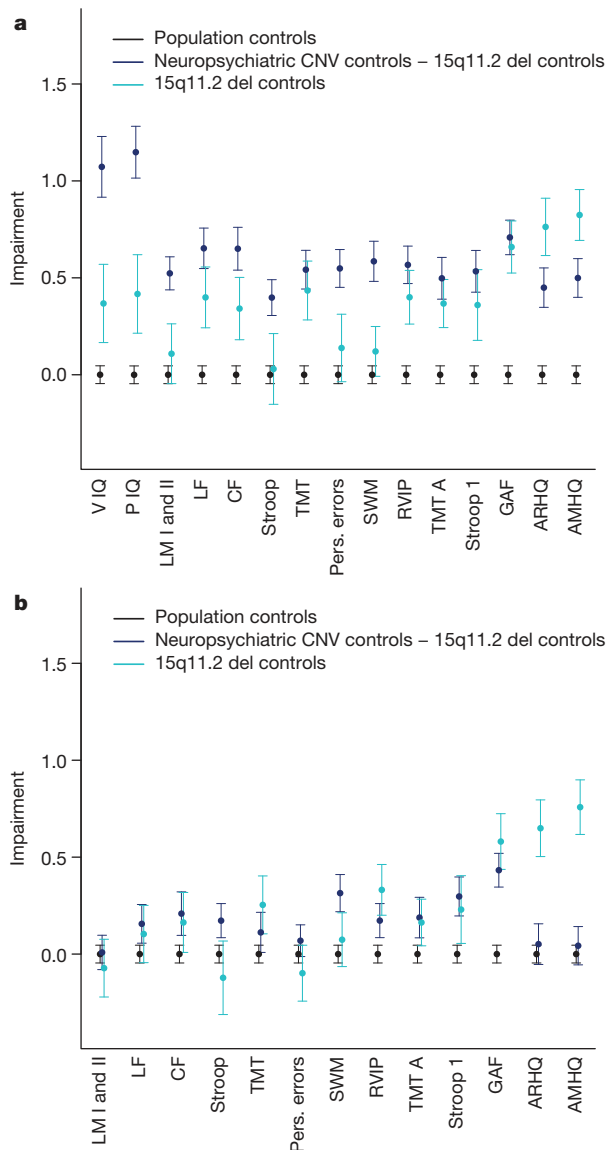 a
Population controls
Neuropsychiatric CNV controls – 15q11.2 del controls
15q11.2 del controls
1.5
1.0
0.5
0.0
Impairment
V IQ
P IQ
LM I and II
LF
CF
Stroop
TMT
Pers. errors
SWM
RVIP
TMT A
Stroop 1
GAF
ARHQ
AMHQ
b
Population controls
Neuropsychiatric CNV controls – 15q11.2 del controls
15q11.2 del controls
1.5
1.0
0.5
0.0
Impairment
LM I and II
LF
CF
Stroop
TMT
Pers. errors
SWM
RVIP
TMT A
Stroop 1
GAF
ARHQ
AMHQ